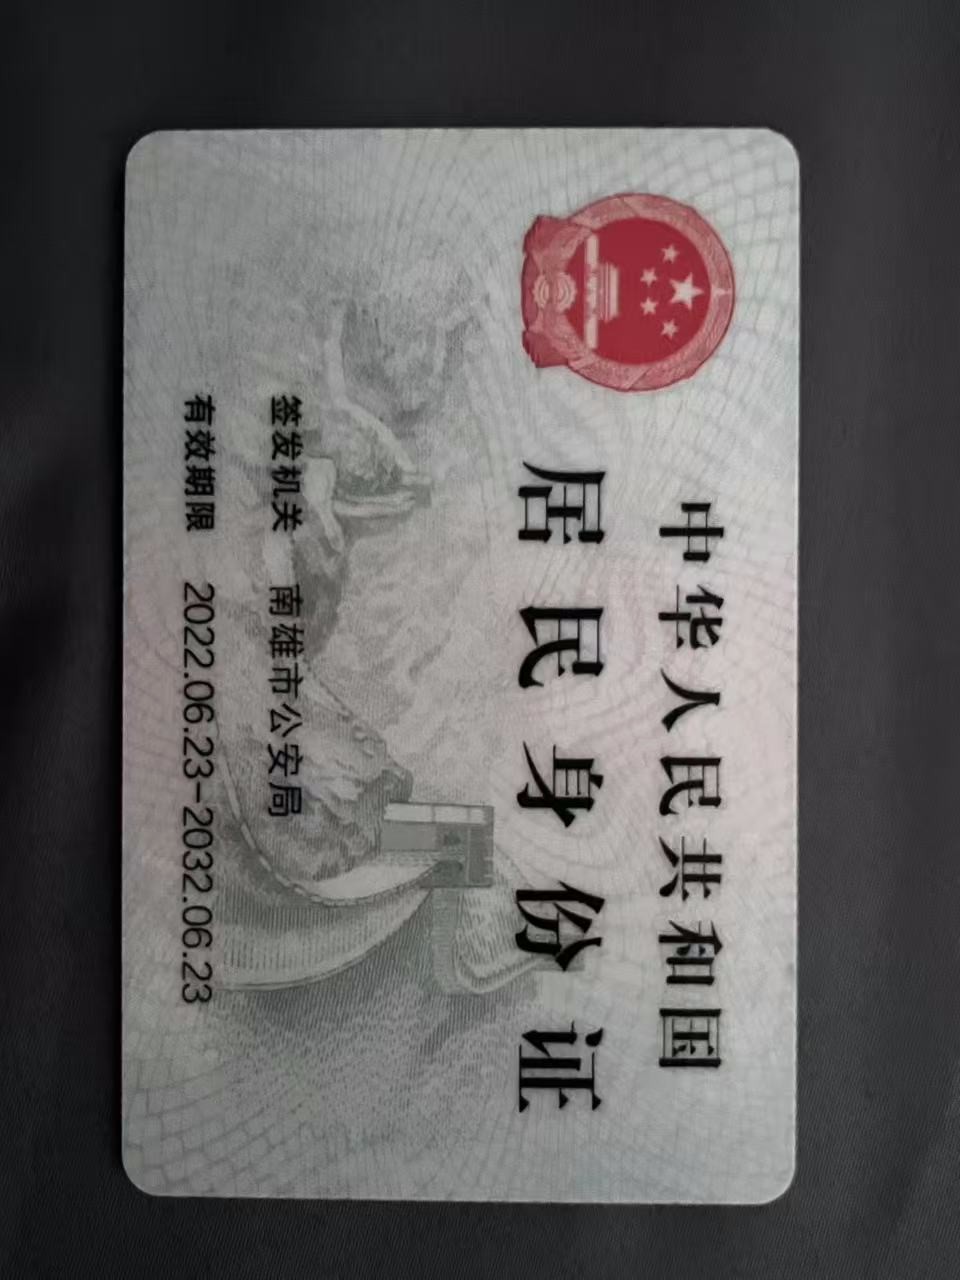 中华人民共和国
居民身份证
签发机关 南雄市公安局
有效期限 2022.06.23-2032.06.23